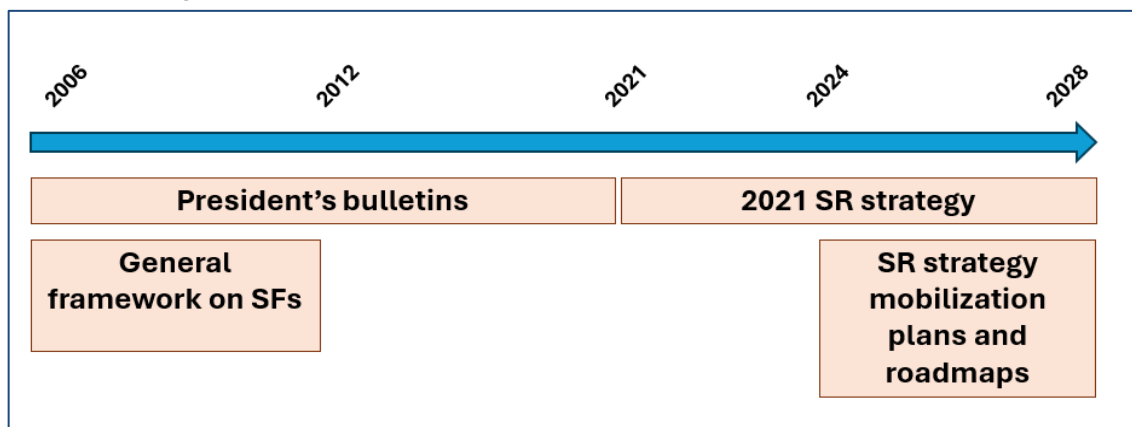 2006
2012
2021
2024
2028
President’s bulletins
2021 SR strategy
General
framework on SFs
SR strategy
mobilization
plans and
roadmaps